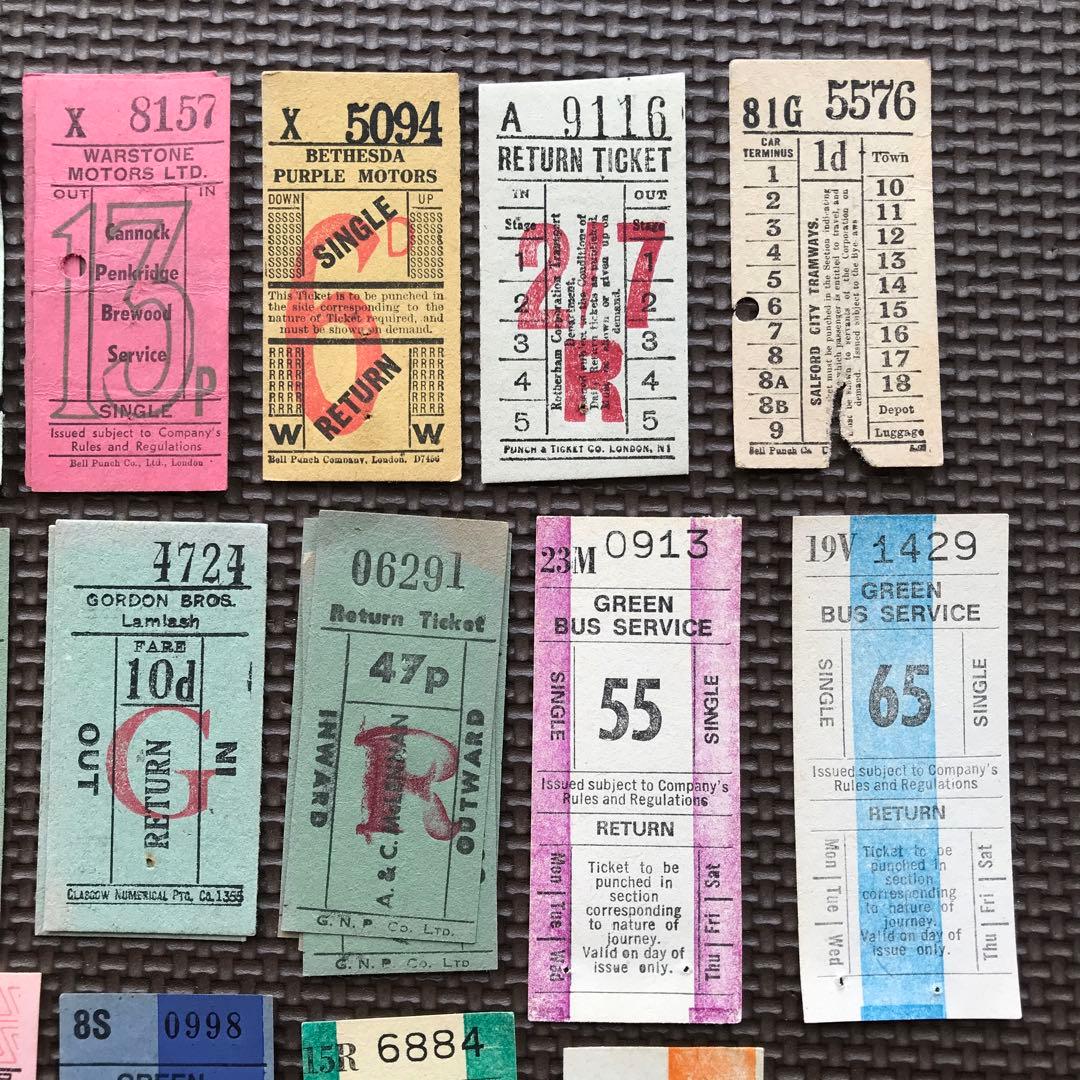 X 8157
WARSTONE
MOTORS LTD.
OUT IN
13
Cannock
Penkridge
Brewood
Service
P
SINGLE
Issued subject to Company's
Rules and Regulations
Bell Punch Co., Ltd., London
X 5094
BETHESDA
PURPLE MOTORS
DOWN UP
SINGLE
6D
This Ticket is to be punched in
the side corresponding to the
nature of Ticket required, and
must be shown on demand.
RETURN
W W
Bell Punch Company, London. D7456
A 9116
RETURN TICKET
IN OUT
Stage Stage
1 1
2 2
3 3
4 4
5 5
27
R
Rotherham Corporation Transport
Department.
PUNCH & TICKET CO. LONDON, N1
81G 5576
CAR
TERMINUS
1d
Town
1
2
3
4
5
6
7
8
8A
8B
9
SALFORD CITY TRAMWAYS.
10
11
12
13
14
15
16
17
18
Depot
Luggage
Bell Punch Co
4724
GORDON BROS.
Lamlash
FARE
10d
OUT
G
RETURN
IN
GLASGOW NUMERICAL PTG. CO. 1355
06291
Return Ticket
47p
INWARD
R
A. & C.
OUTWARD
G. N. P. Co. LTD.
G. N. P. Co. LTD
23M 0913
GREEN
BUS SERVICE
SINGLE
55
SINGLE
Issued subject to Company's
Rules and Regulations
RETURN
Mon | Tue | Wed
Ticket to be
punched in
section
corresponding
to nature of
journey.
Valid on day of
issue only.
Thu | Fri | Sat
19V 1429
GREEN
BUS SERVICE
SINGLE
65
SINGLE
Issued subject to Company's
Rules and Regulations
RETURN
Mon | Tue | Wed
Ticket to be
punched in
section
corresponding
to nature of
journey.
Valid on day of
issue only.
Thu | Fri | Sat
8S 0998
GREEN
15R 6884